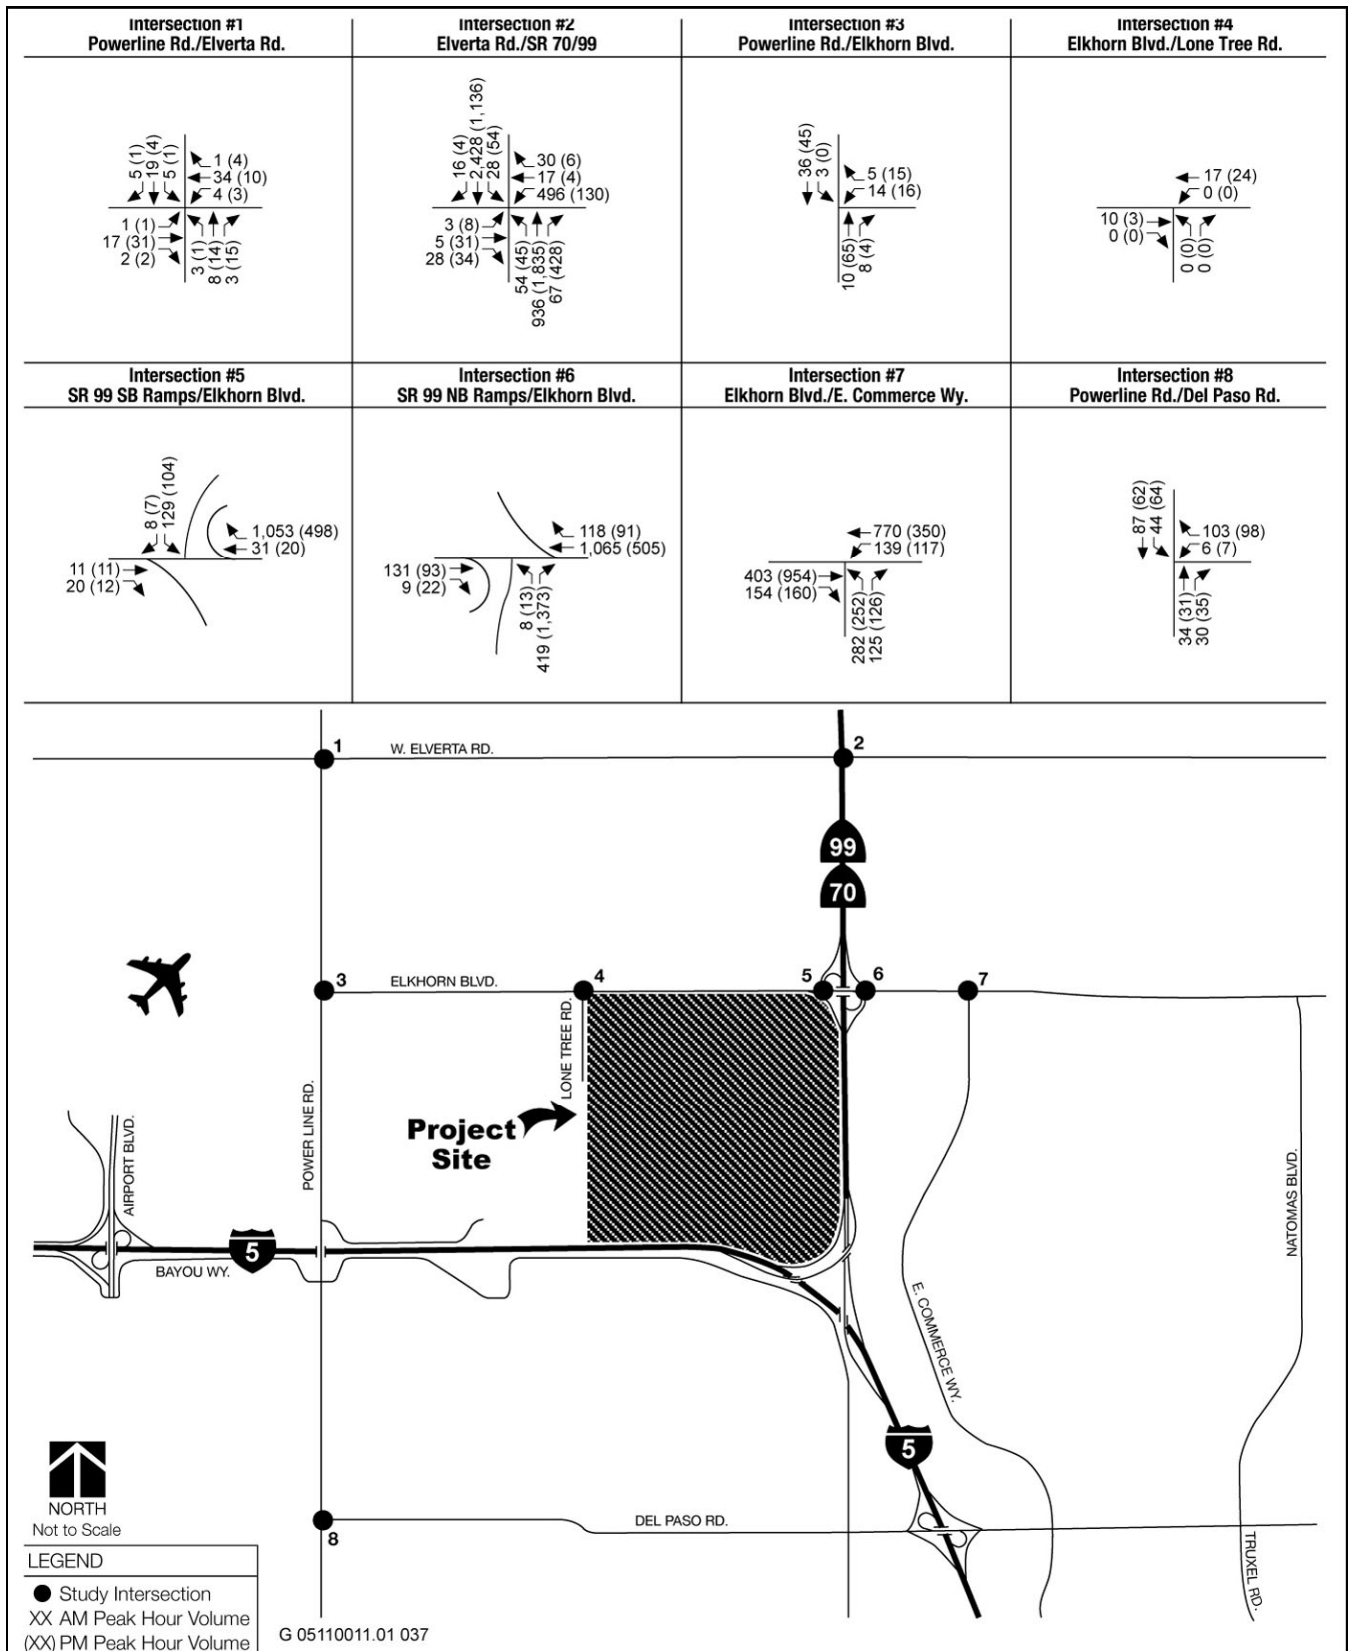 Intersection #1
Powerline Rd./Elverta Rd.
5 (1)
19 (4)
5 (1)
1 (4)
34 (10)
4 (3)
1 (1)
17 (31)
2 (2)
3 (1)
8 (14)
3 (15)
Intersection #2
Elverta Rd./SR 70/99
16 (4)
2,428 (1,136)
28 (54)
30 (6)
17 (4)
496 (130)
3 (8)
5 (31)
28 (34)
54 (45)
936 (1,835)
67 (428)
Intersection #3
Powerline Rd./Elkhorn Blvd.
36 (45)
3 (0)
5 (15)
14 (16)
10 (65)
8 (4)
Intersection #4
Elkhorn Blvd./Lone Tree Rd.
17 (24)
0 (0)
10 (3)
0 (0)
0 (0)
0 (0)
Intersection #5
SR 99 SB Ramps/Elkhorn Blvd.
8 (7)
129 (104)
1,053 (498)
31 (20)
11 (11)
20 (12)
Intersection #6
SR 99 NB Ramps/Elkhorn Blvd.
118 (91)
1,065 (505)
131 (93)
9 (22)
8 (13)
419 (1,373)
Intersection #7
Elkhorn Blvd./E. Commerce Wy.
770 (350)
139 (117)
403 (954)
154 (160)
282 (252)
125 (126)
Intersection #8
Powerline Rd./Del Paso Rd.
87 (62)
44 (64)
103 (98)
6 (7)
34 (31)
30 (35)
1
W. ELVERTA RD.
2
99
70
3
ELKHORN BLVD.
4
5
6
7
LONE TREE RD.
POWER LINE RD.
AIRPORT BLVD.
Project
Site
NATOMAS BLVD.
5
BAYOU WY.
E. COMMERCE WY.
5
NORTH
Not to Scale
8
DEL PASO RD.
TRUXEL RD.
LEGEND
Study Intersection
XX AM Peak Hour Volume
(XX) PM Peak Hour Volume
G 05110011.01 037